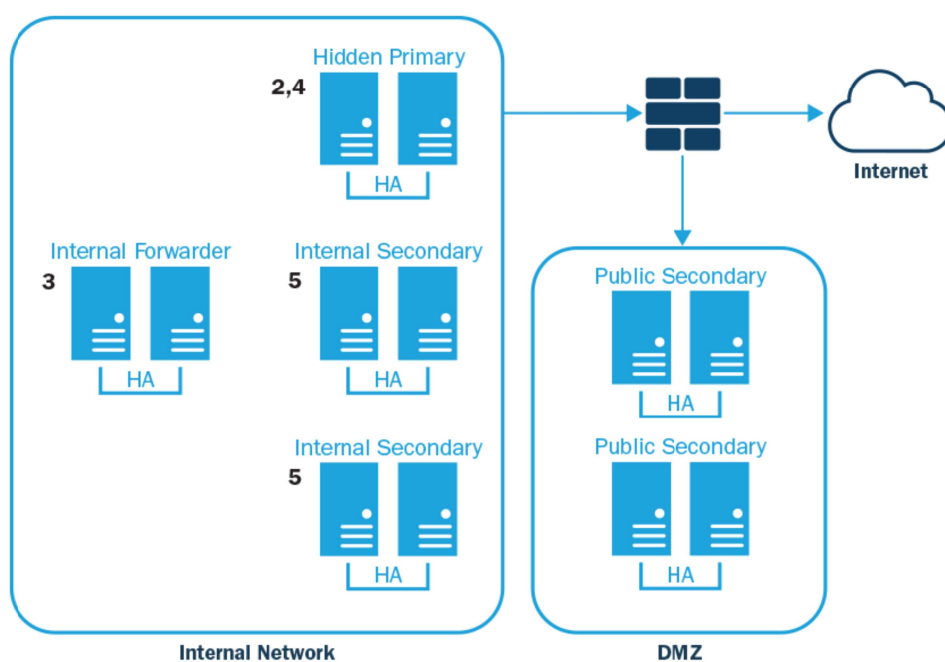 Hidden Primary
2,4
HA
Internet
Internal Forwarder
3
HA
Internal Secondary
5
HA
Internal Secondary
5
HA
Public Secondary
HA
Public Secondary
HA
Internal Network
DMZ